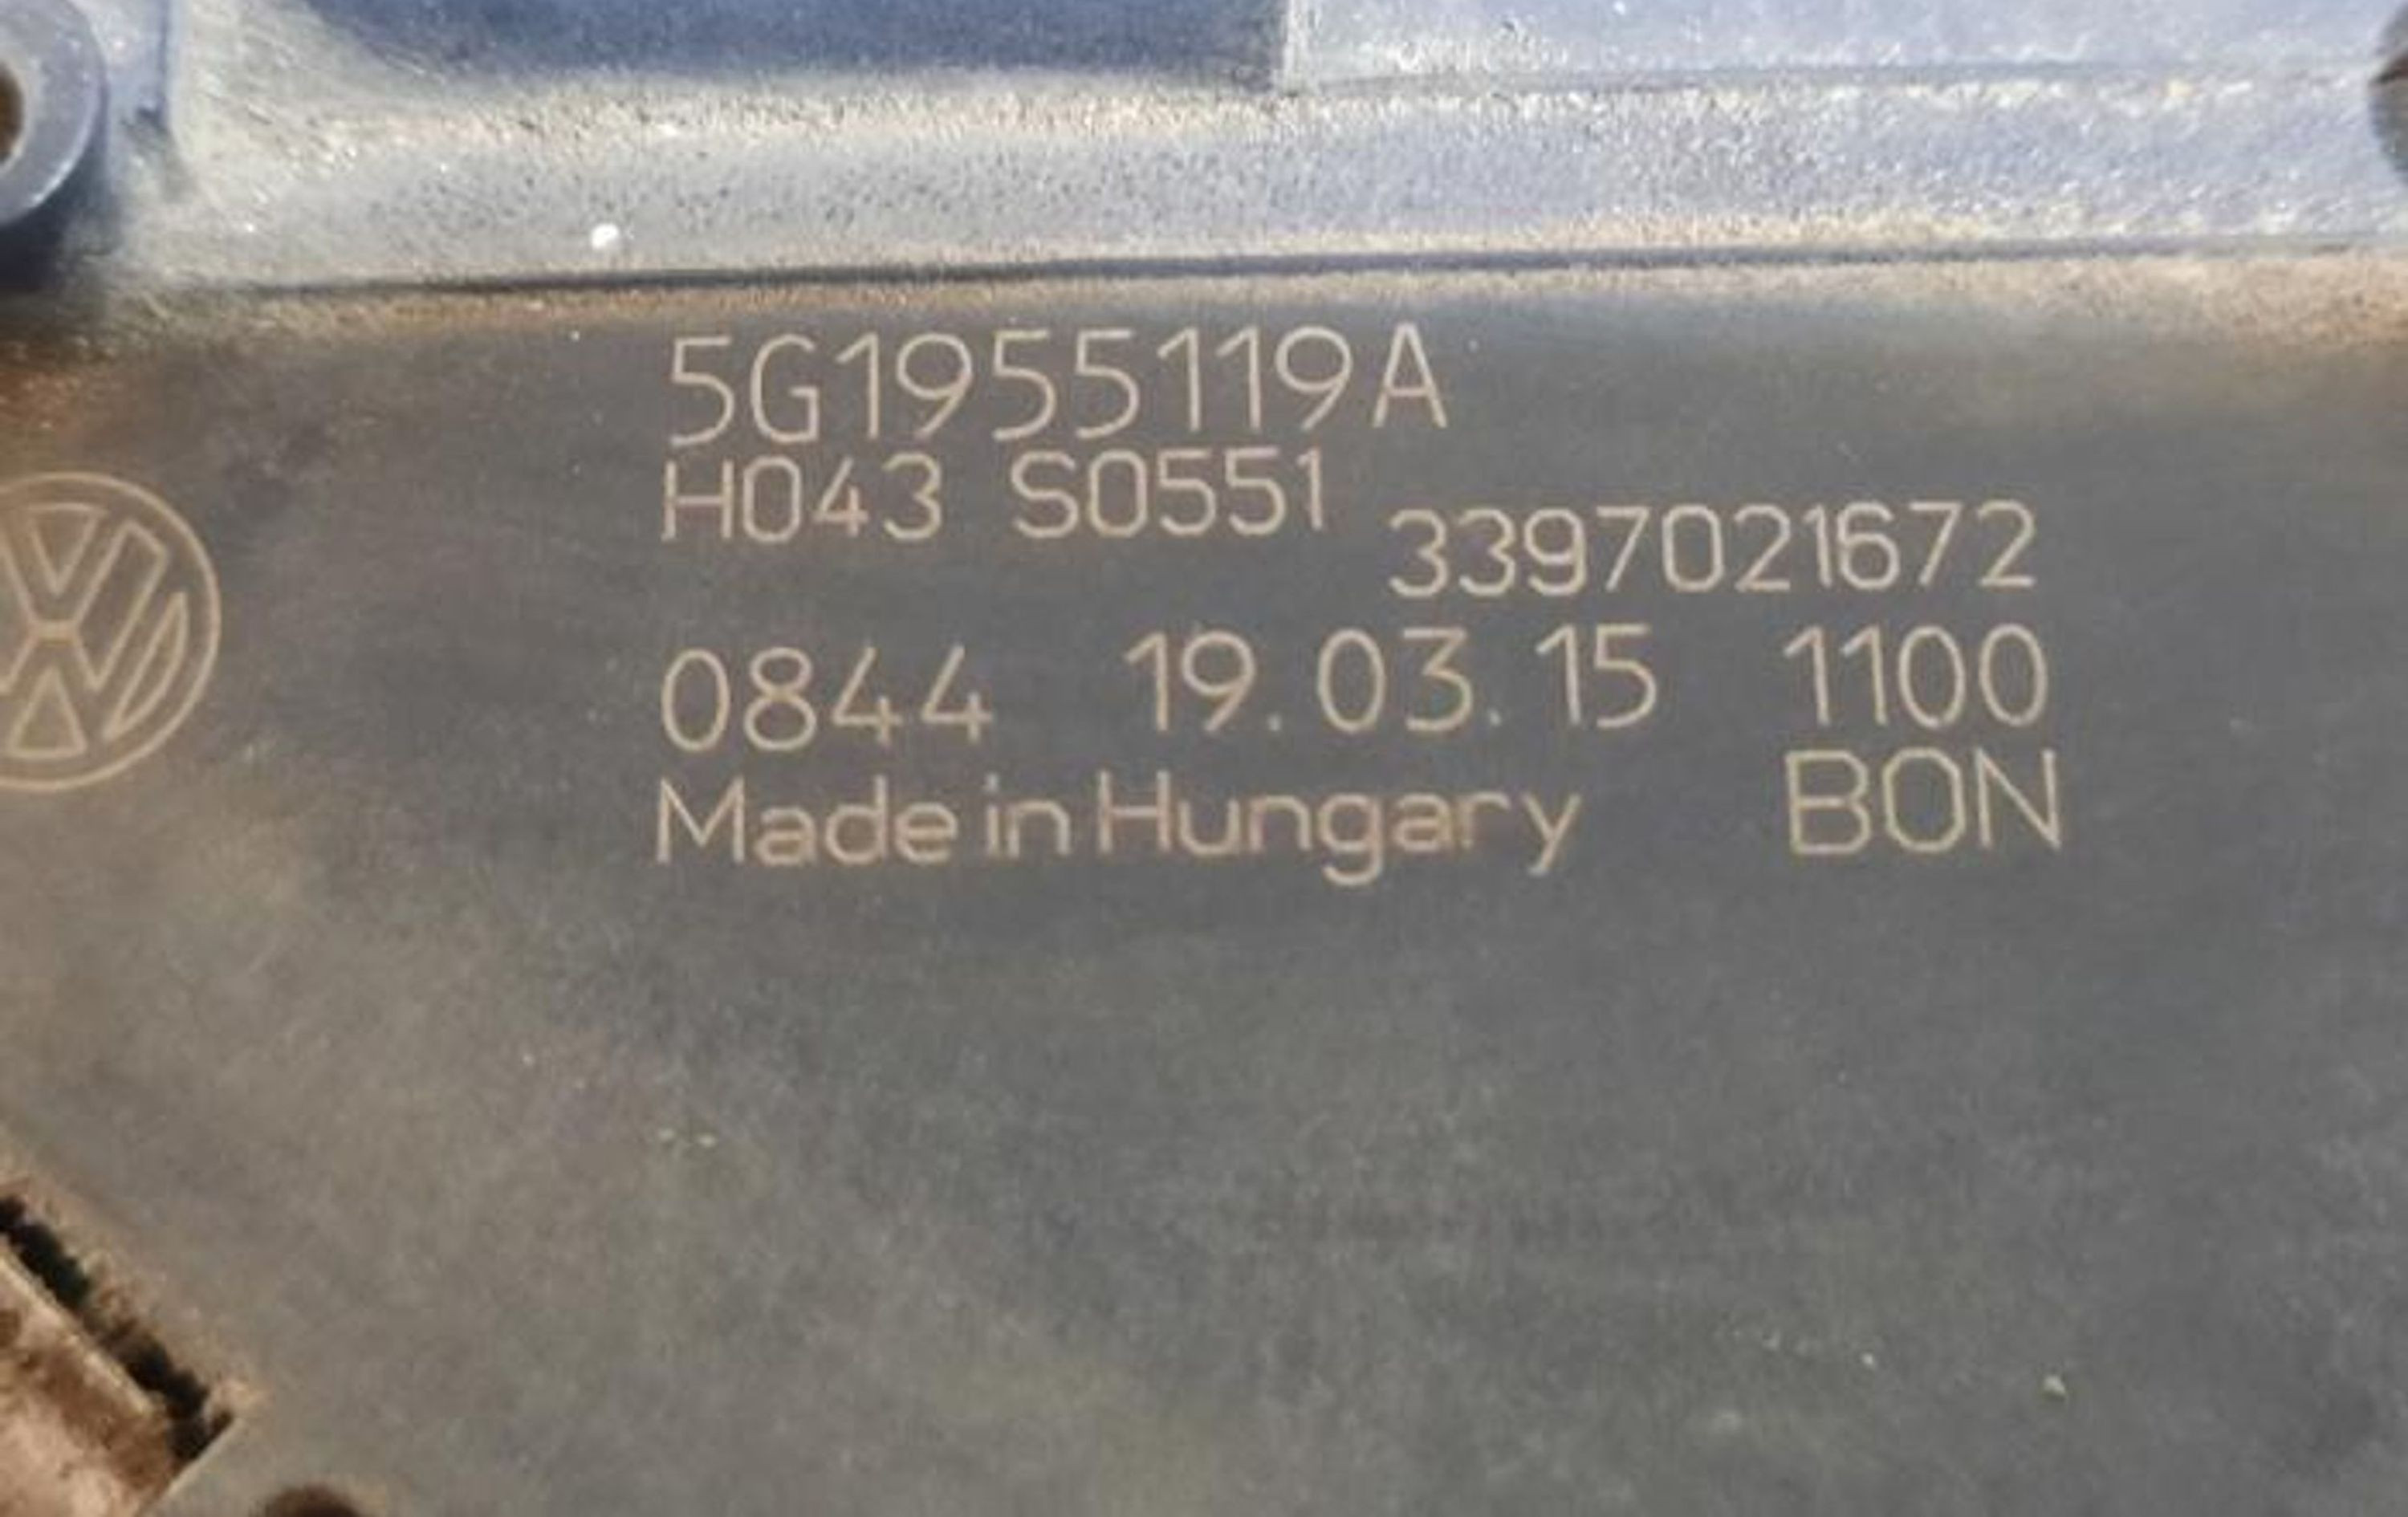 5G1955119A
H043 S0551
3397021672
0844 19.03.15 1100
Made in Hungary BON